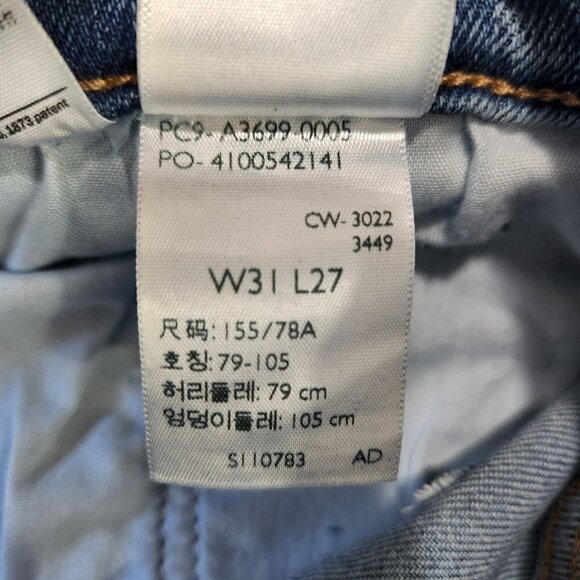 1873 patent
PC9- A3699-0005
PO- 4100542141
CW- 3022
3449
W31 L27
尺码: 155/78A
호칭: 79-105
허리둘레: 79 cm
엉덩이둘레: 105 cm
S110783 AD